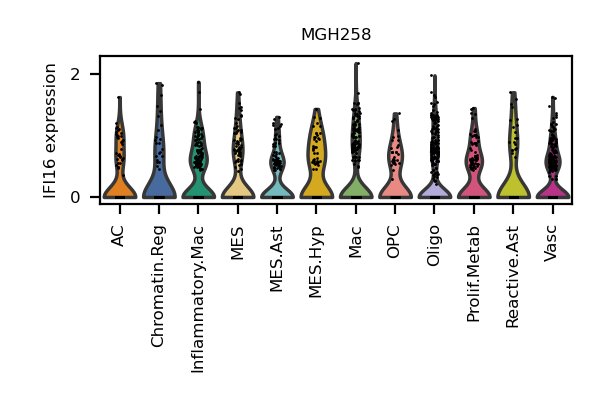 MGH258
IFI16 expression
2
0
AC
Chromatin.Reg
Inflammatory.Mac
MES
MES.Ast
MES.Hyp
Mac
OPC
Oligo
Prolif.Metab
Reactive.Ast
Vasc